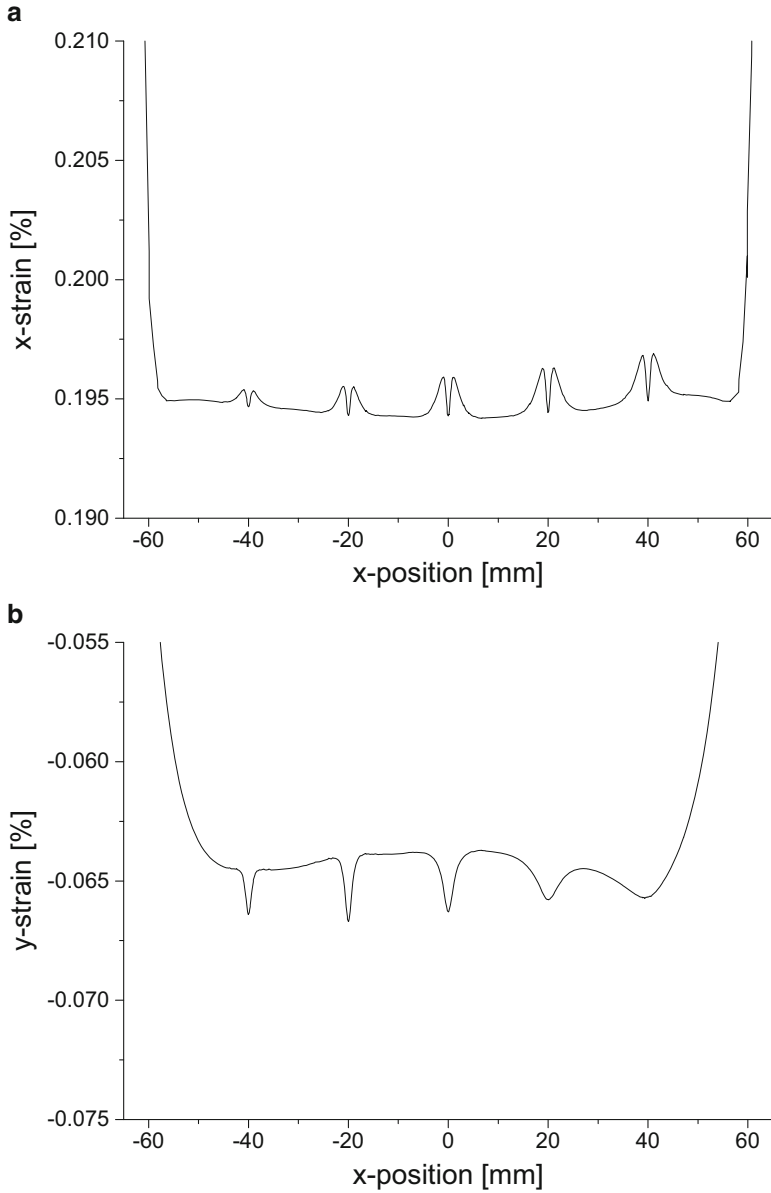 a
0.210
0.205
0.200
0.195
0.190
x-strain [%]
-60 -40 -20 0 20 40 60
x-position [mm]
b
-0.055
-0.060
-0.065
-0.070
-0.075
y-strain [%]
-60 -40 -20 0 20 40 60
x-position [mm]